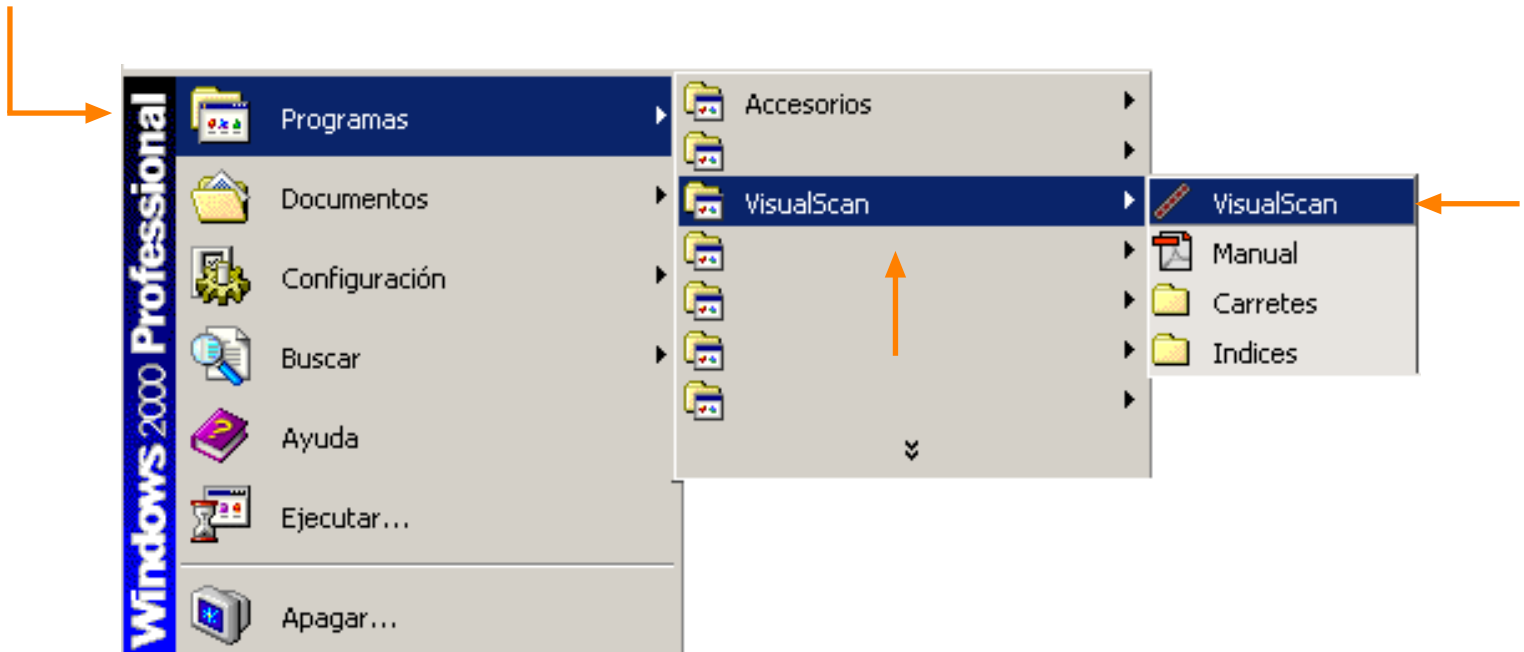 Windows 2000 Professional
Programas
Documentos
Configuración
Buscar
Ayuda
Ejecutar...
Apagar...
Accesorios
VisualScan
VisualScan
Manual
Carretes
Indices